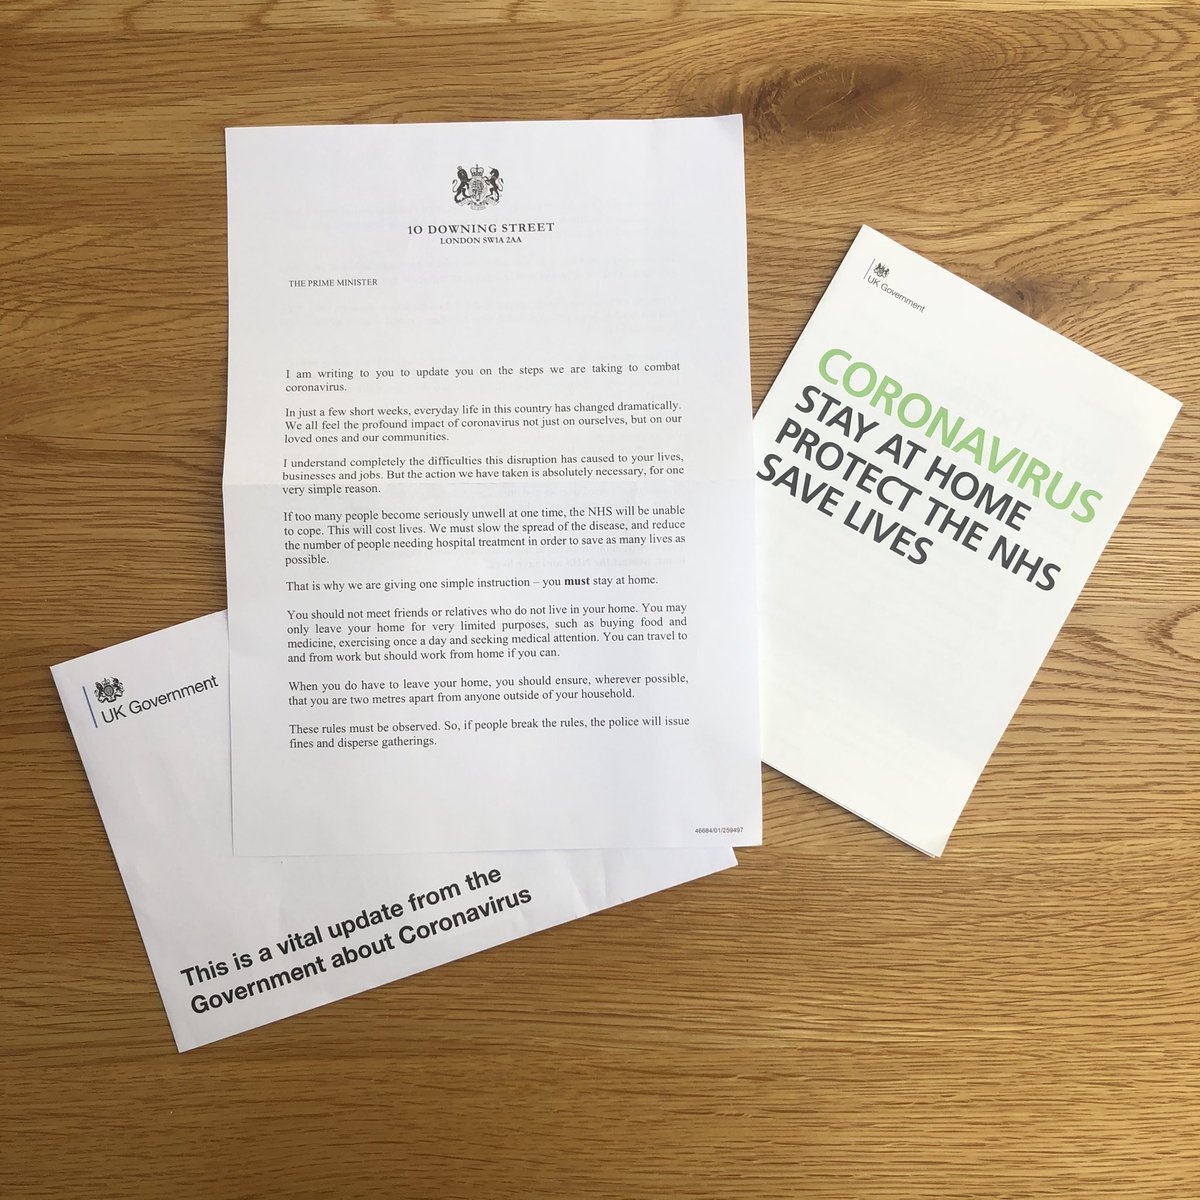 10 DOWNING STREET
LONDON SW1A 2AA
THE PRIME MINISTER
I am writing to you to update you on the steps we are taking to combat
coronavirus.
In just a few short weeks, everyday life in this country has changed dramatically.
We all feel the profound impact of coronavirus not just on ourselves, but on our
loved ones and our communities.
I understand completely the difficulties this disruption has caused to your lives,
businesses and jobs. But the action we have taken is absolutely necessary, for one
very simple reason.
If too many people become seriously unwell at one time, the NHS will be unable
to cope. This will cost lives. We must slow the spread of the disease, and reduce
the number of people needing hospital treatment in order to save as many lives as
possible.
That is why we are giving one simple instruction – you must stay at home.
You should not meet friends or relatives who do not live in your home. You may
only leave your home for very limited purposes, such as buying food and
medicine, exercising once a day and seeking medical attention. You can travel to
and from work but should work from home if you can.
When you do have to leave your home, you should ensure, wherever possible,
that you are two metres apart from anyone outside of your household.
These rules must be observed. So, if people break the rules, the police will issue
fines and disperse gatherings.
46684/01/259497
UK Government
CORONAVIRUS
STAY AT HOME
PROTECT THE NHS
SAVE LIVES
UK Government
This is a vital update from the
Government about Coronavirus